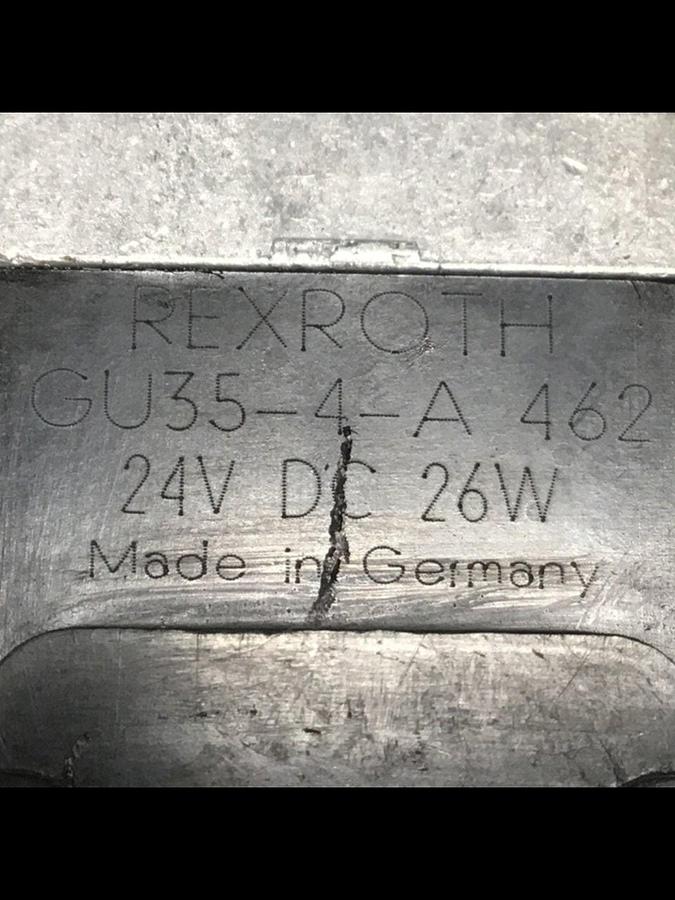 REXROTH
GU35-4-A 462
24V DC 26W
Made in Germany